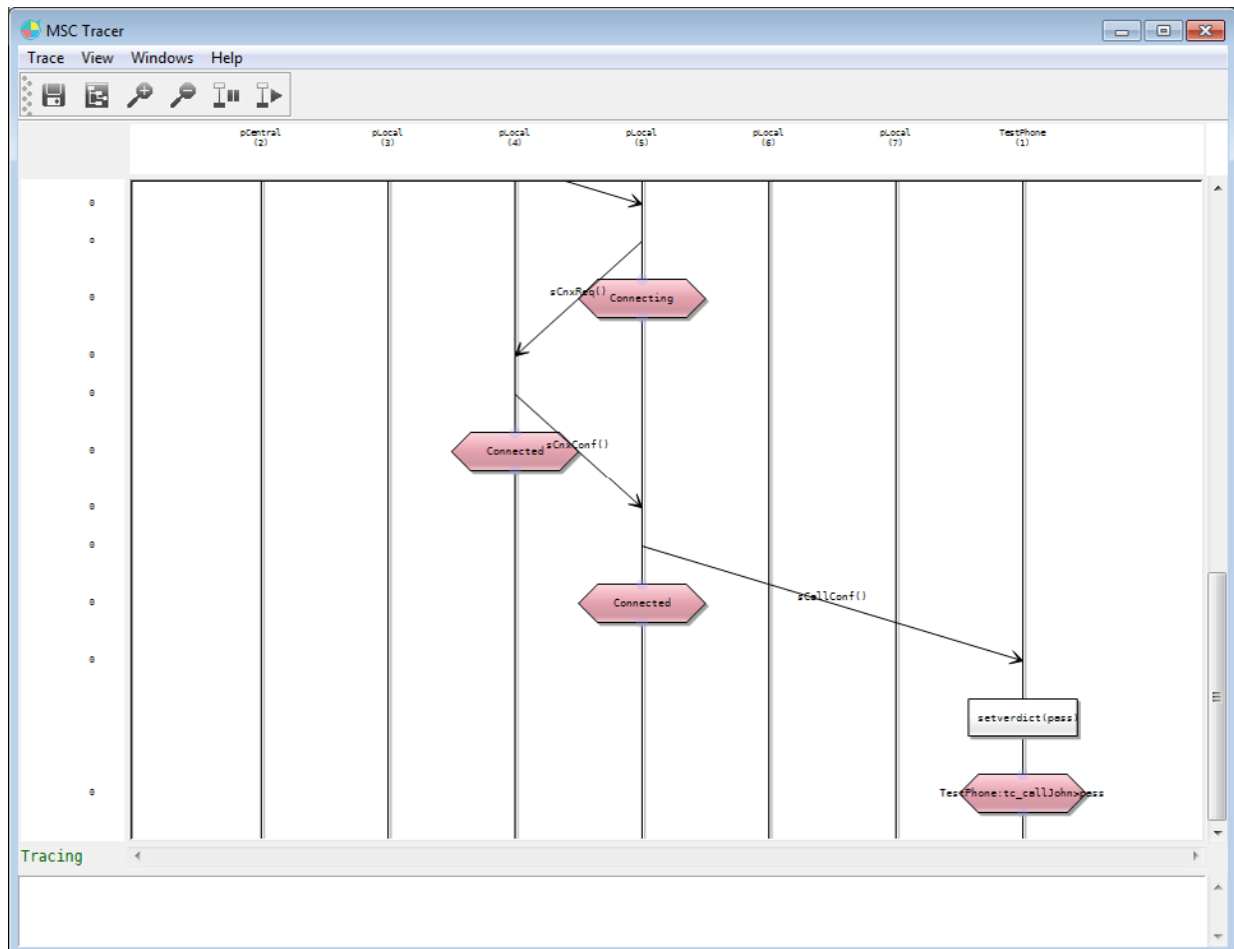 MSC Tracer
Trace View Windows Help
pCentral pLocal pLocal pLocal pLocal pLocal TestPhone
(2) (3) (4) (5) (6) (7) (1)
0
0
sCnxReq()
0 Connecting
0
0
sCnxConf()
0 Connected
0
0
sCallConf()
0 Connected
0
setverdict(pass)
0 TestPhone:tc_callJohn>pass
Tracing